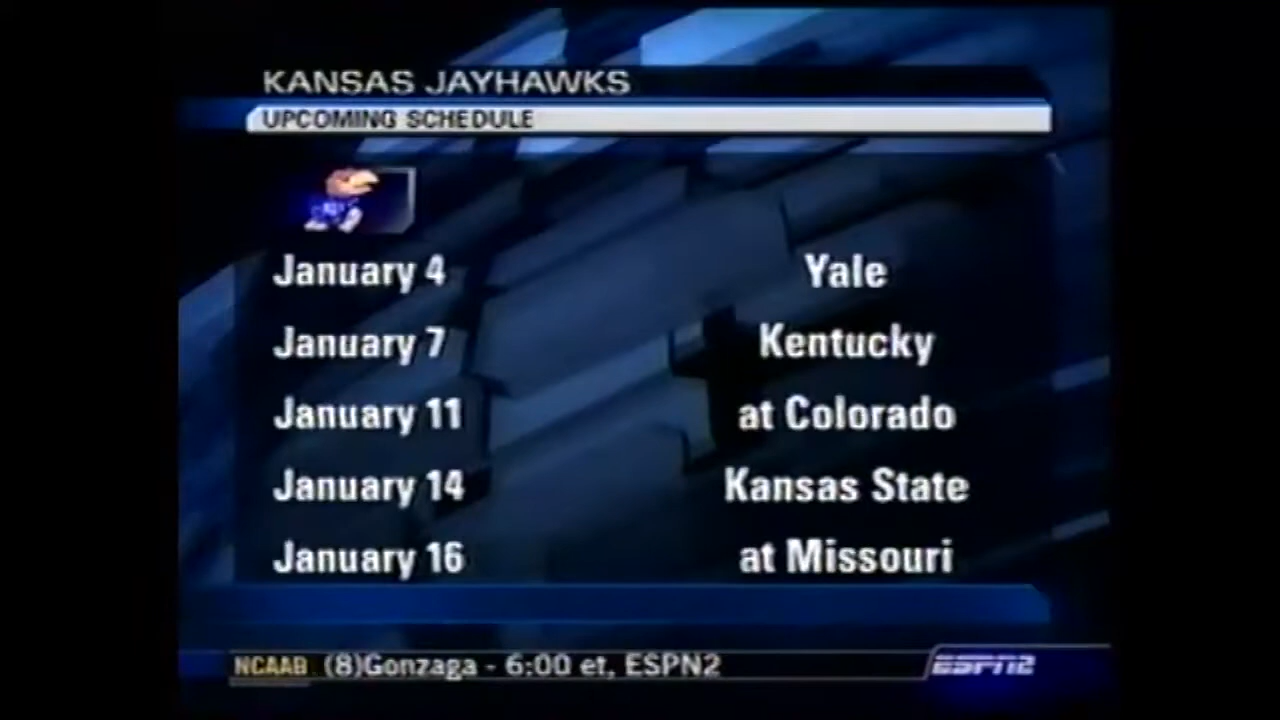 KANSAS JAYHAWKS
UPCOMING SCHEDULE
January 4 Yale
January 7 Kentucky
January 11 at Colorado
January 14 Kansas State
January 16 at Missouri
NCAAB (8)Gonzaga - 6:00 et, ESPN2 ESPN2